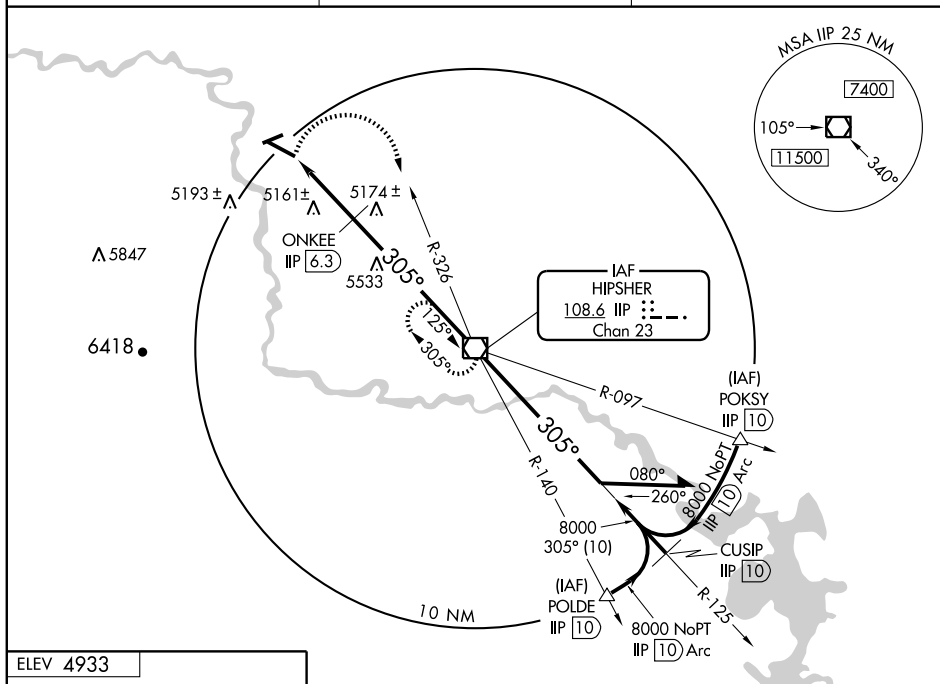 MSA IIP 25 NM
7400
105°
11500
340°
5193 ±
5161±
5174 ±
ONKEE
IIP 6.3
5847
5533
6418
305°
R-326
125°
305°
IAF
HIPSHER
108.6 IIP
Chan 23
R-097
(IAF)
POKSY
IIP 10
305°
R-140
080°
260°
8000 NoPT
IIP 10 Arc
8000
305° (10)
CUSIP
IIP 10
(IAF)
POLDE
IIP 10
R-125
8000 NoPT
IIP 10 Arc
10 NM
ELEV 4933